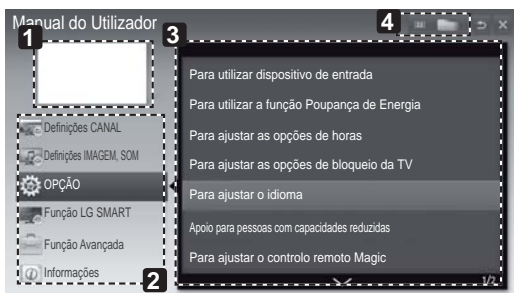 Manual do Utilizador
4
1
3
Para utilizar dispositivo de entrada
Para utilizar a função Poupança de Energia
Para ajustar as opções de horas
Para ajustar as opções de bloqueio da TV
Para ajustar o idioma
Apoio para pessoas com capacidades reduzidas
Para ajustar o controlo remoto Magic
1/2
Definições CANAL
Definições IMAGEM, SOM
OPÇÃO
Função LG SMART
Função Avançada
Informações
2